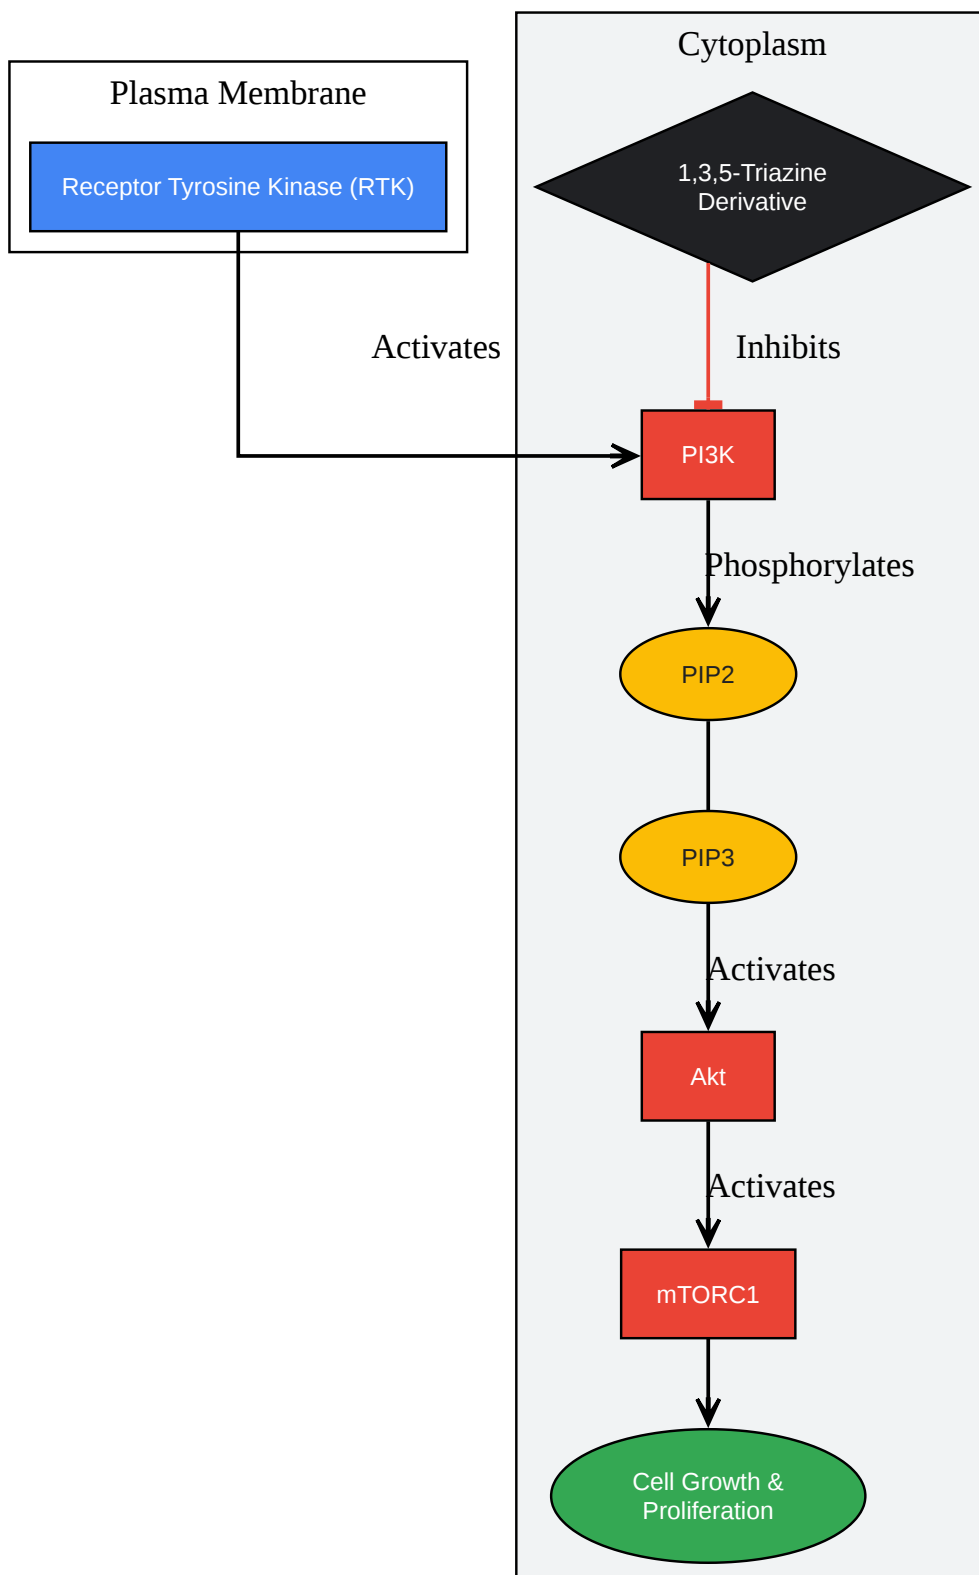 Cytoplasm
Plasma Membrane
Receptor Tyrosine Kinase (RTK)
1,3,5-Triazine
Derivative
Activates
Inhibits
PI3K
Phosphorylates
PIP2
PIP3
Activates
Akt
Activates
mTORC1
Cell Growth &
Proliferation